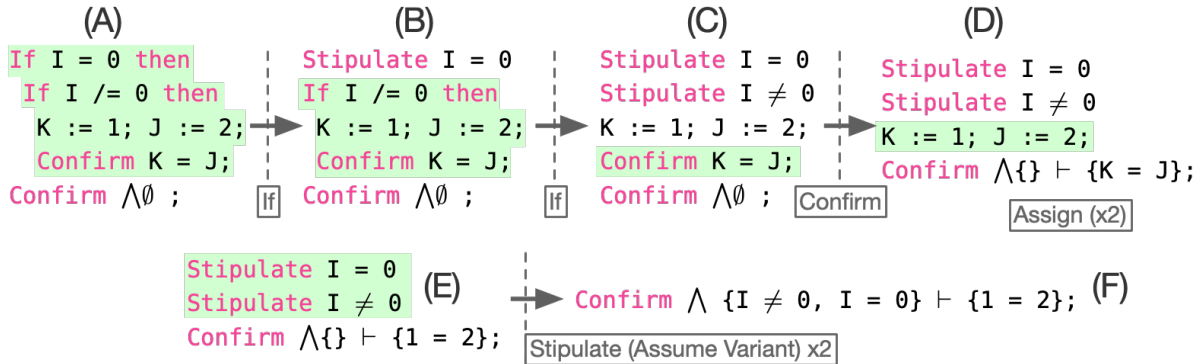 (A)
If I = 0 then
If I /= 0 then
K := 1; J := 2;
Confirm K = J;
Confirm ⋀∅ ;
If
(B)
Stipulate I = 0
If I /= 0 then
K := 1; J := 2;
Confirm K = J;
Confirm ⋀∅ ;
If
(C)
Stipulate I = 0
Stipulate I ≠ 0
K := 1; J := 2;
Confirm K = J;
Confirm ⋀∅ ;
Confirm
(D)
Stipulate I = 0
Stipulate I ≠ 0
K := 1; J := 2;
Confirm ⋀{} ⊢ {K = J};
Assign (x2)
(E)
Stipulate I = 0
Stipulate I ≠ 0
Confirm ⋀{} ⊢ {1 = 2};
Stipulate (Assume Variant) x2
Confirm ⋀ {I ≠ 0, I = 0} ⊢ {1 = 2};
(F)